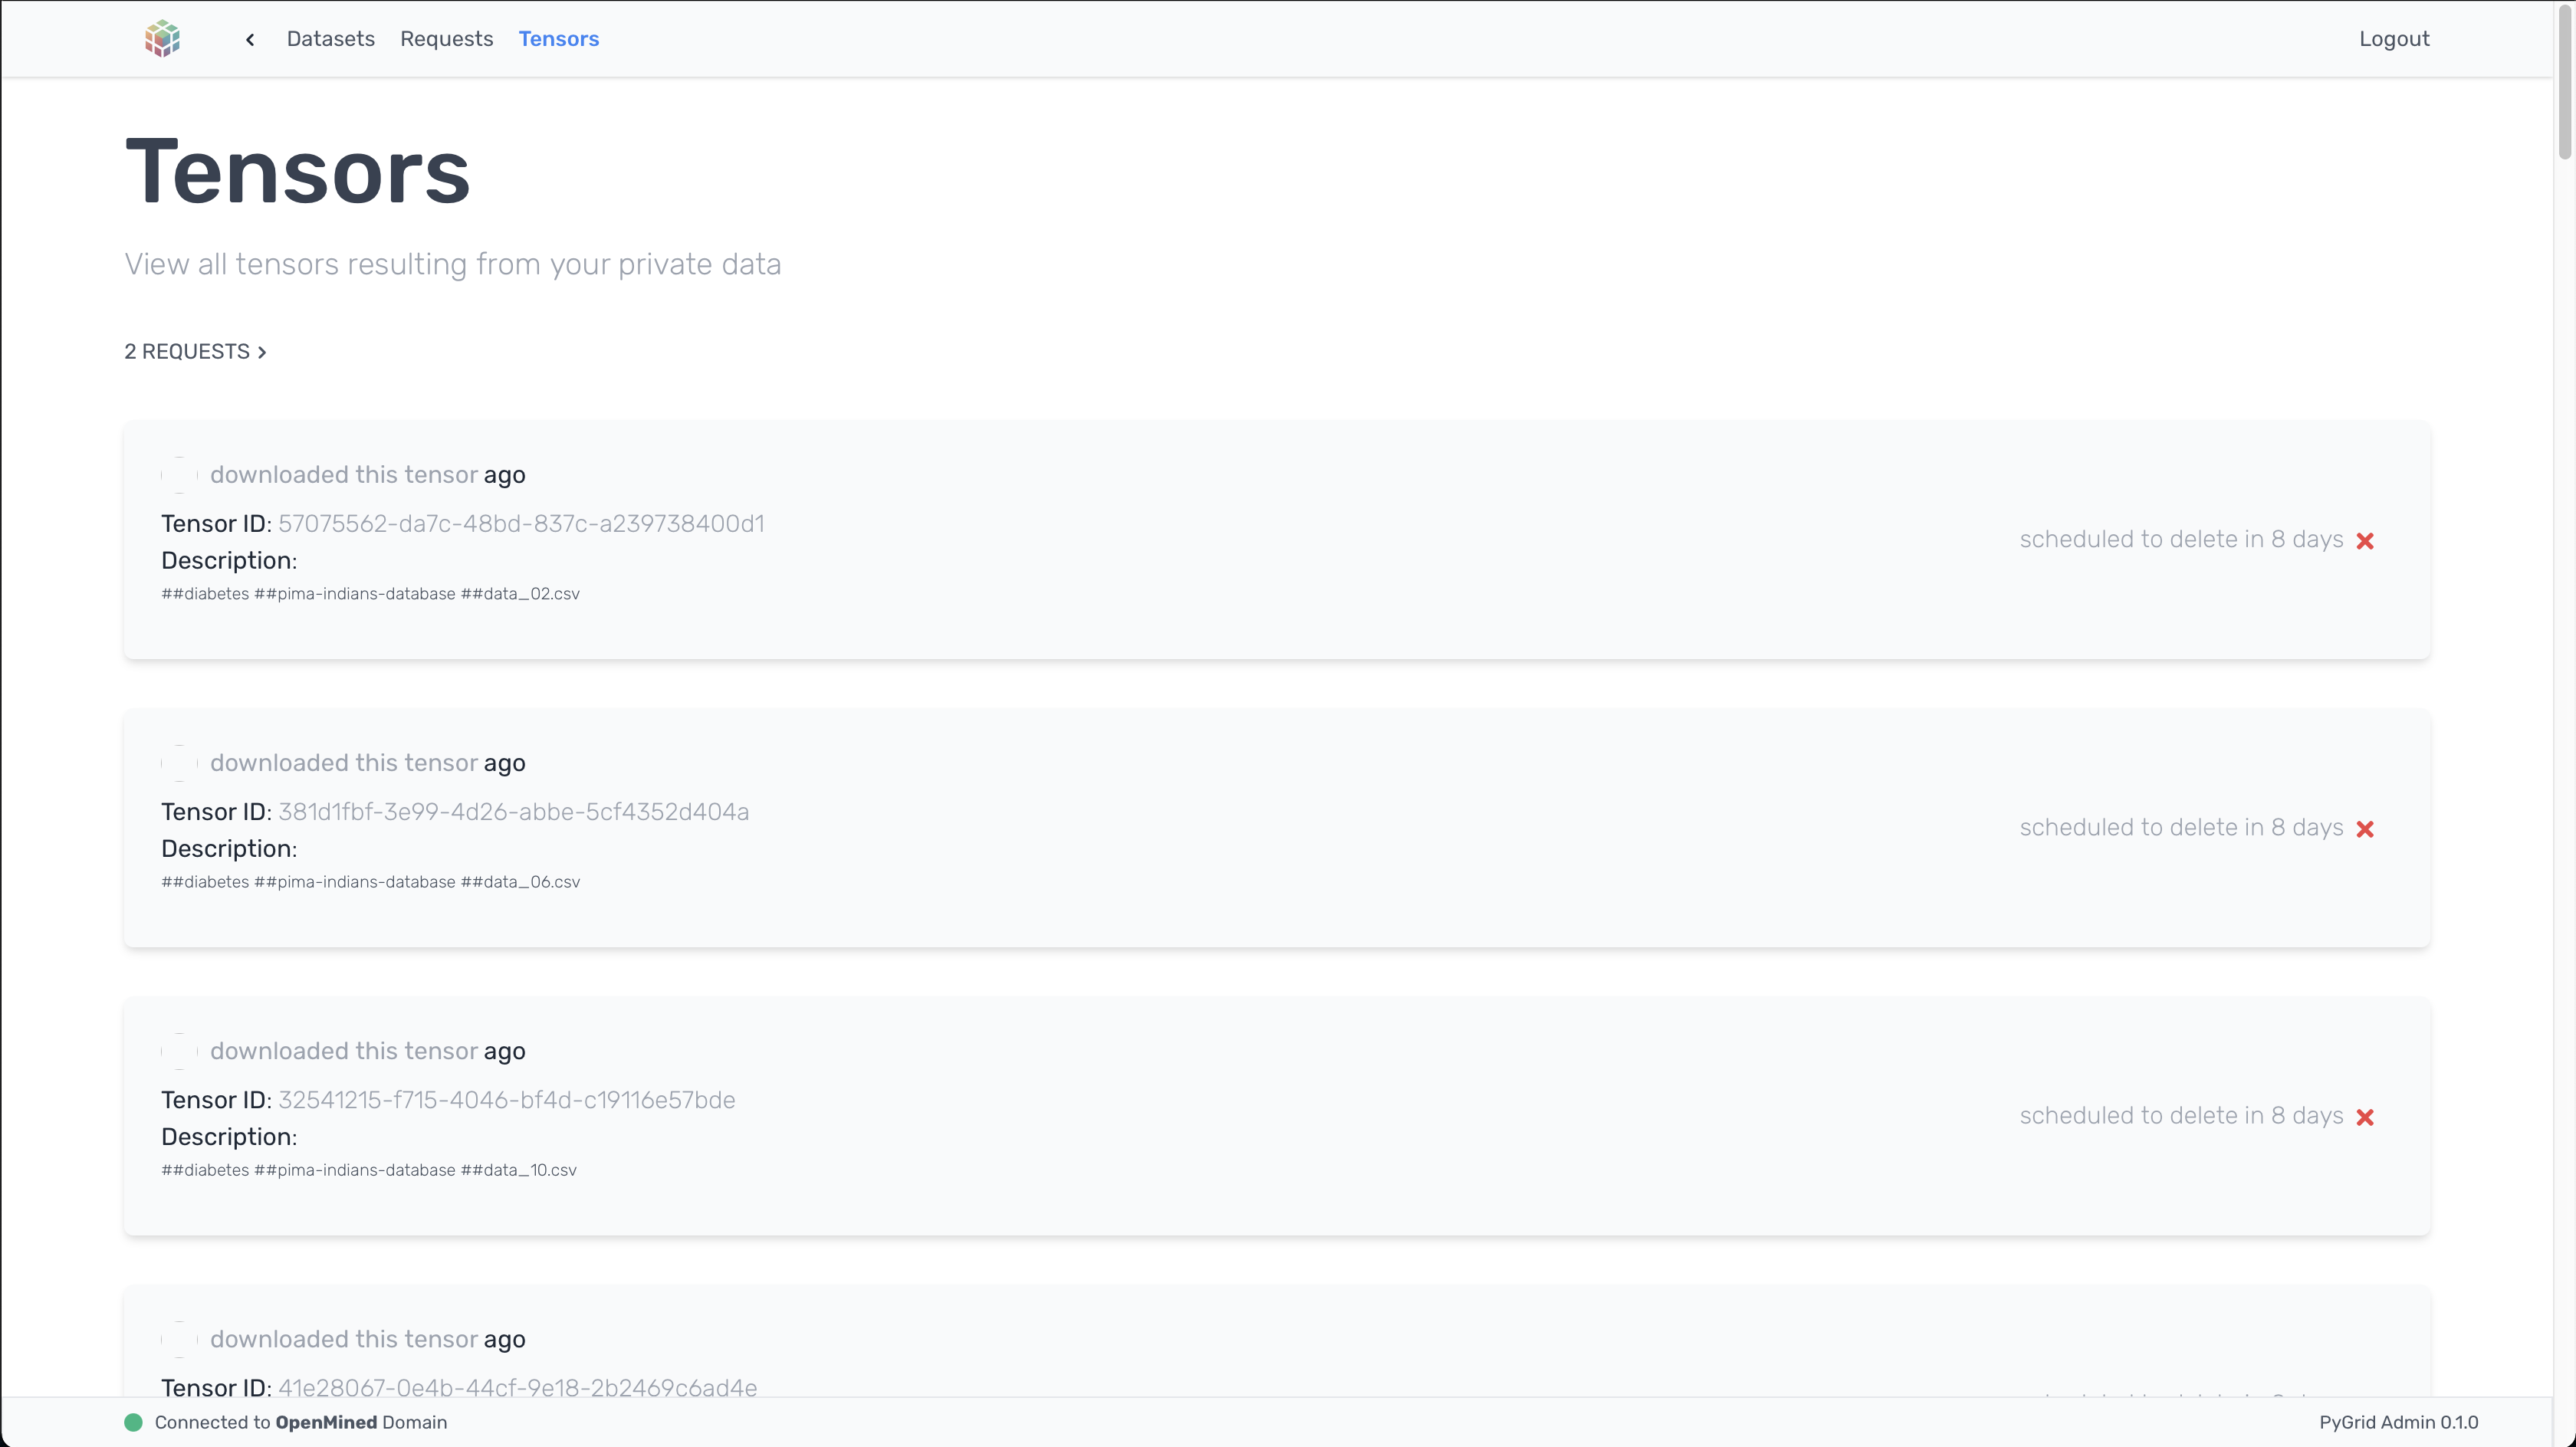 Datasets Requests Tensors Logout
Tensors
View all tensors resulting from your private data
2 REQUESTS
downloaded this tensor ago
Tensor ID: 57075562-da7c-48bd-837c-a239738400d1
scheduled to delete in 8 days
Description:
##diabetes ##pima-indians-database ##data_02.csv
downloaded this tensor ago
Tensor ID: 381d1fbf-3e99-4d26-abbe-5cf4352d404a
scheduled to delete in 8 days
Description:
##diabetes ##pima-indians-database ##data_06.csv
downloaded this tensor ago
Tensor ID: 32541215-f715-4046-bf4d-c19116e57bde
scheduled to delete in 8 days
Description:
##diabetes ##pima-indians-database ##data_10.csv
downloaded this tensor ago
Tensor ID: 41e28067-0e4b-44cf-9e18-2b2469c6ad4e
Connected to OpenMined Domain
PyGrid Admin 0.1.0